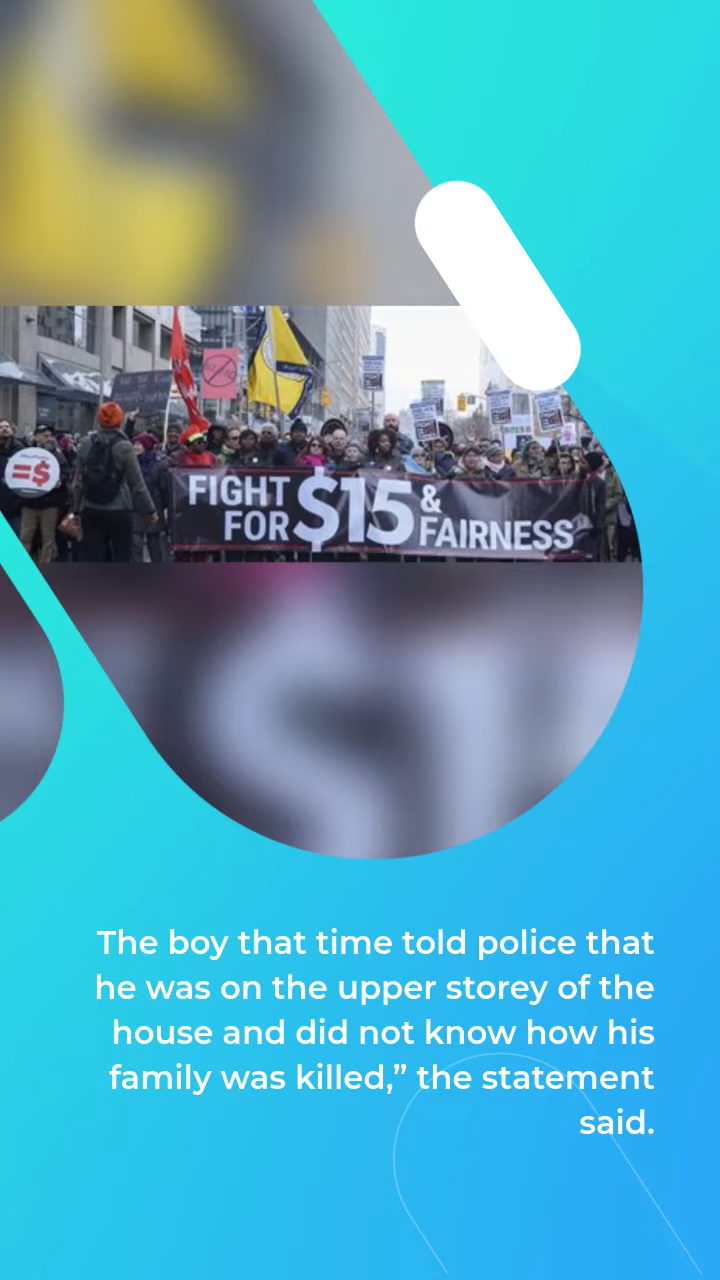 =$
FIGHT
FOR
$15
&
FAIRNESS
The boy that time told police that
he was on the upper storey of the
house and did not know how his
family was killed,” the statement
said.